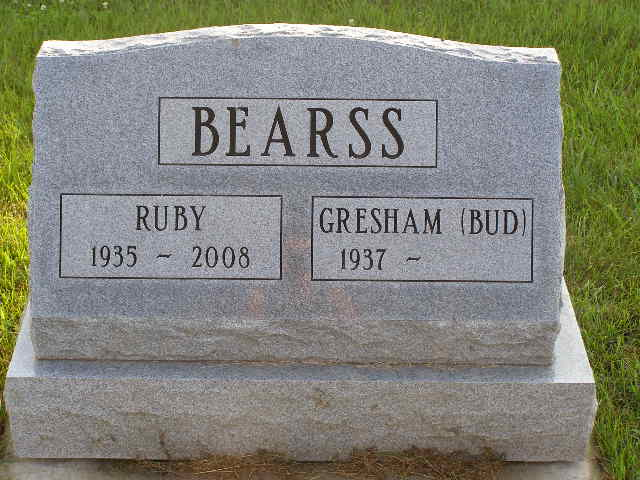 BEARSS
RUBY
1935 ~ 2008
GRESHAM (BUD)
1937 ~